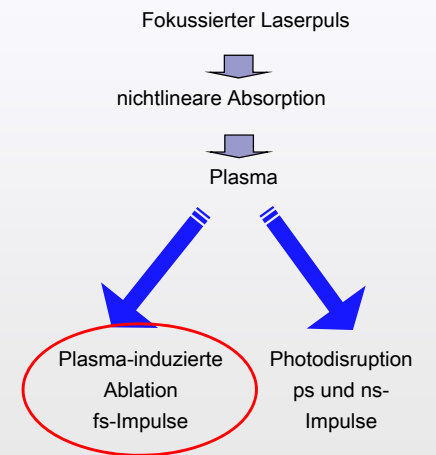 Fokussierter Laserpuls
nichtlineare Absorption
Plasma
Plasma-induzierte
Ablation
fs-Impulse
Photodisruption
ps und ns-
Impulse